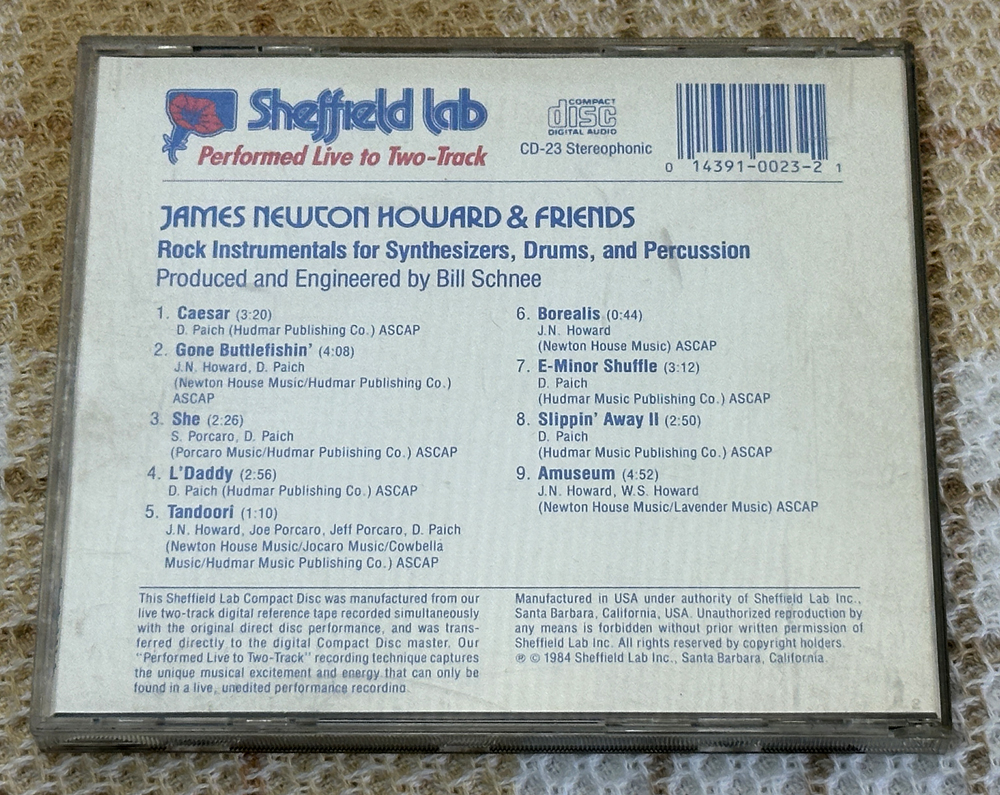 Sheffield Lab
Performed Live to Two-Track
COMPACT
disc
DIGITAL AUDIO
CD-23 Stereophonic
0 14391-0023-2 1
JAMES NEWTON HOWARD & FRIENDS
Rock Instrumentals for Synthesizers, Drums, and Percussion
Produced and Engineered by Bill Schnee
1. Caesar (3:20)
D. Paich (Hudmar Publishing Co.) ASCAP
2. Gone Buttlefishin' (4:08)
J.N. Howard, D. Paich
(Newton House Music/Hudmar Publishing Co.)
ASCAP
3. She (2:26)
S. Porcaro, D. Paich
(Porcaro Music/Hudmar Publishing Co.) ASCAP
4. L'Daddy (2:56)
D. Paich (Hudmar Publishing Co.) ASCAP
5. Tandoori (1:10)
J.N. Howard, Joe Porcaro, Jeff Porcaro, D. Paich
(Newton House Music/Jocaro Music/Cowbella
Music/Hudmar Music Publishing Co.) ASCAP
6. Borealis (0:44)
J.N. Howard
(Newton House Music) ASCAP
7. E-Minor Shuffle (3:12)
D. Paich
(Hudmar Music Publishing Co.) ASCAP
8. Slippin' Away II (2:50)
D. Paich
(Hudmar Music Publishing Co.) ASCAP
9. Amuseum (4:52)
J.N. Howard, W.S. Howard
(Newton House Music/Lavender Music) ASCAP
This Sheffield Lab Compact Disc was manufactured from our
live two-track digital reference tape recorded simultaneously
with the original direct disc performance, and was trans-
ferred directly to the digital Compact Disc master. Our
"Performed Live to Two-Track" recording technique captures
the unique musical excitement and energy that can only be
found in a live, unedited performance recording.
Manufactured in USA under authority of Sheffield Lab Inc.,
Santa Barbara, California, USA. Unauthorized reproduction by
any means is forbidden without prior written permission of
Sheffield Lab Inc. All rights reserved by copyright holders.
℗ © 1984 Sheffield Lab Inc., Santa Barbara, California.
2